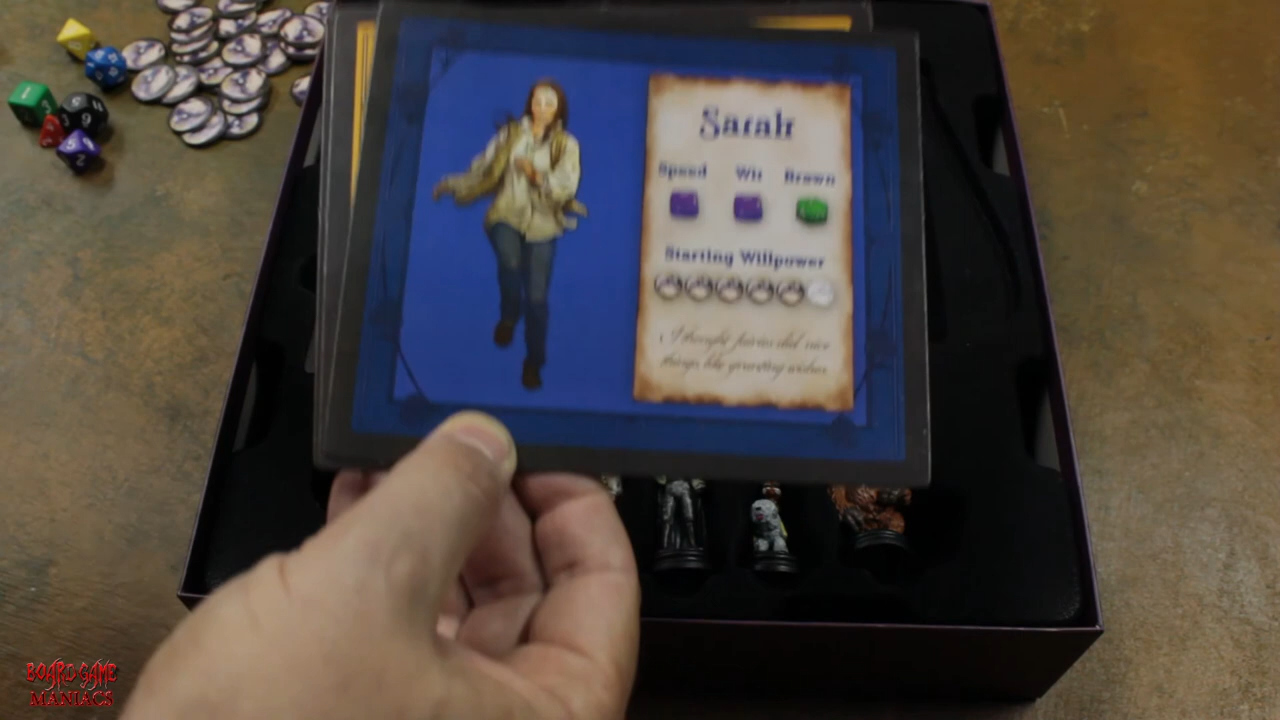 Sarah
Speed Wit Brawn
Starting Willpower
I thought fairies did nice
things, like granting wishes.
BOARD GAME
MANIACS